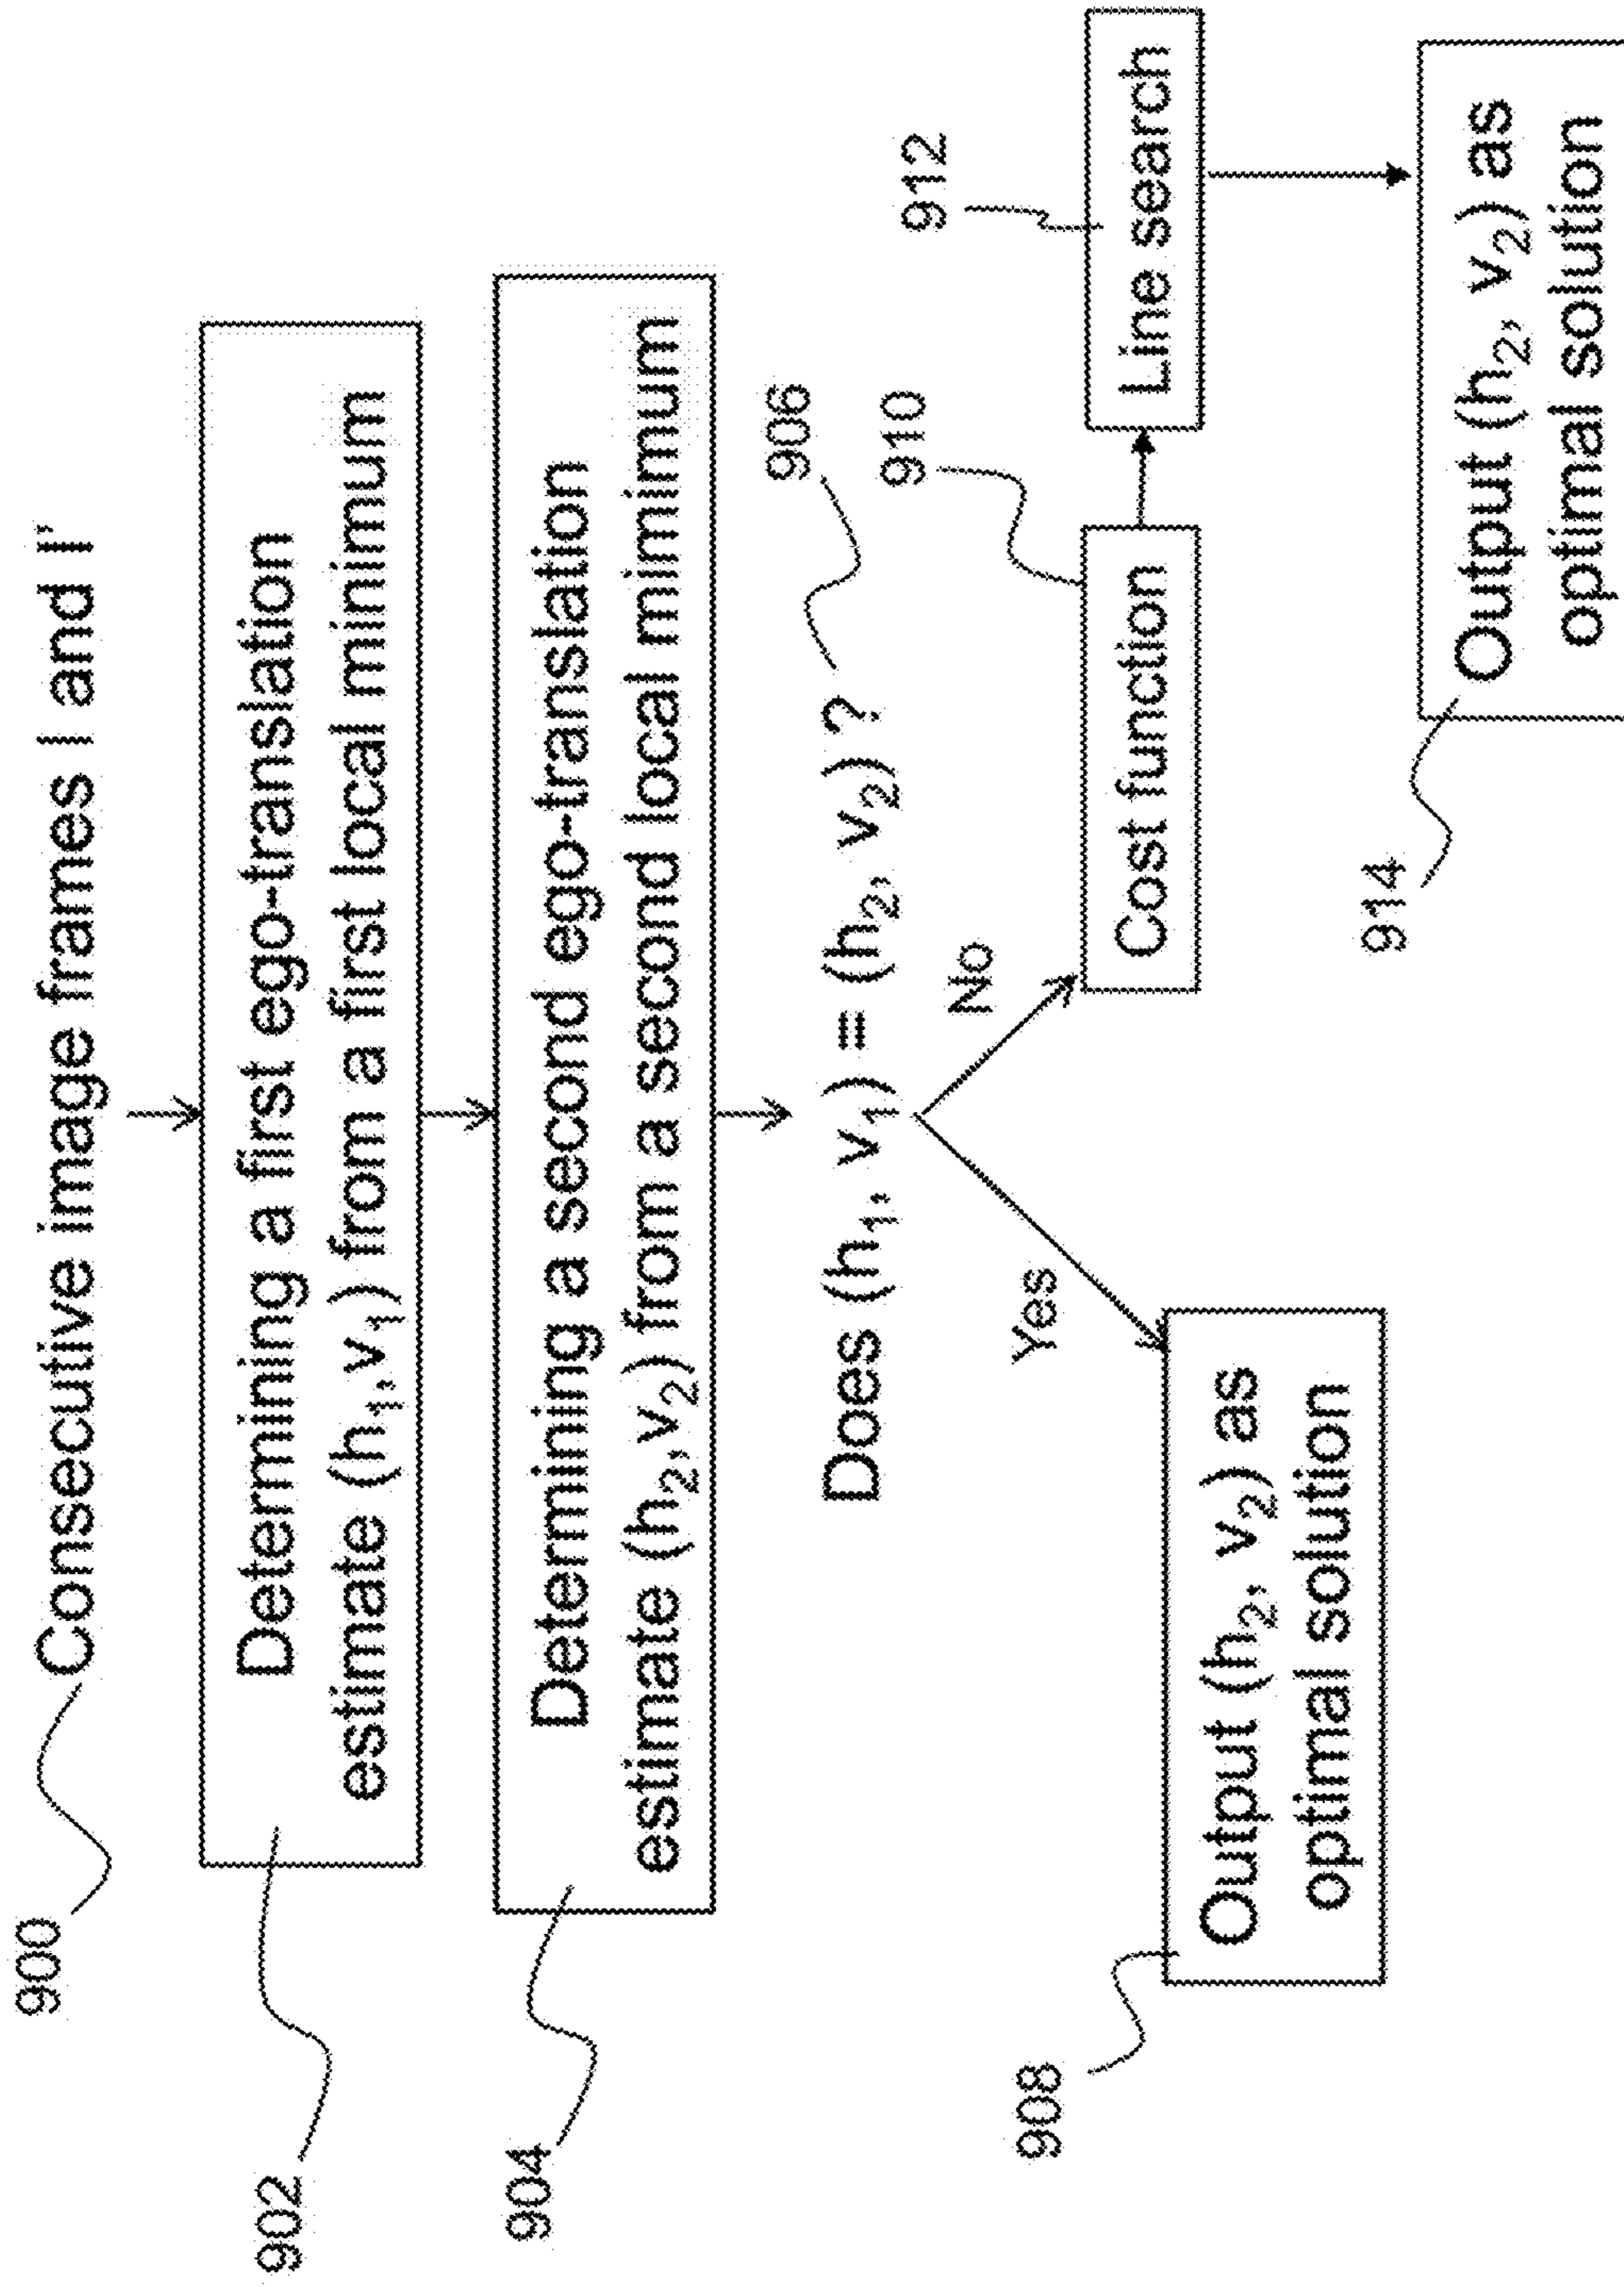 900
Consecutive image frames I and I'
902
Determining a first ego-translation
estimate (h₁,v₁) from a first local minimum
904
Determining a second ego-translation
estimate (h₂,v₂) from a second local minimum
906
Does (h₁, v₁) = (h₂, v₂) ?
Yes
No
908
Output (h₂, v₂) as
optimal solution
910
Cost function
912
Line search
914
Output (h₂, v₂) as
optimal solution